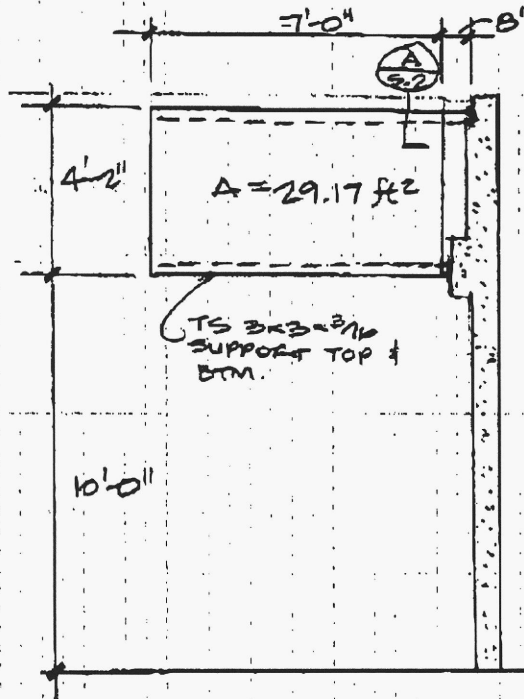 7'-0"
8"
A
S-2
4'-2"
A = 29.17 ft²
TS 3x3x3/16
SUPPORT TOP &
BTM.
10'-0"